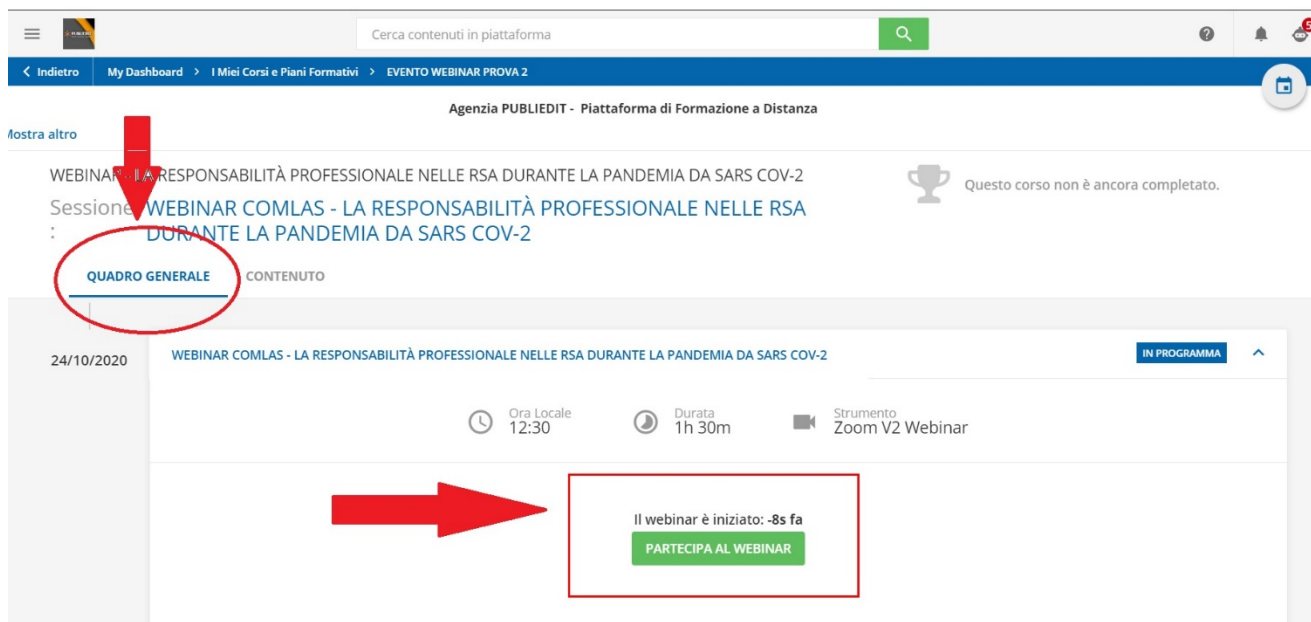 Cerca contenuti in piattaforma
5
Indietro My Dashboard > I Miei Corsi e Piani Formativi > EVENTO WEBINAR PROVA 2
Agenzia PUBLIEDIT - Piattaforma di Formazione a Distanza
Mostra altro
WEBINAR LA RESPONSABILITÀ PROFESSIONALE NELLE RSA DURANTE LA PANDEMIA DA SARS COV-2
Questo corso non è ancora completato.
Sessione WEBINAR COMLAS - LA RESPONSABILITÀ PROFESSIONALE NELLE RSA
: DURANTE LA PANDEMIA DA SARS COV-2
QUADRO GENERALE CONTENUTO
24/10/2020 WEBINAR COMLAS - LA RESPONSABILITÀ PROFESSIONALE NELLE RSA DURANTE LA PANDEMIA DA SARS COV-2 IN PROGRAMMA
Ora Locale Durata Strumento
12:30 1h 30m Zoom V2 Webinar
Il webinar è iniziato: -8s fa
PARTECIPA AL WEBINAR